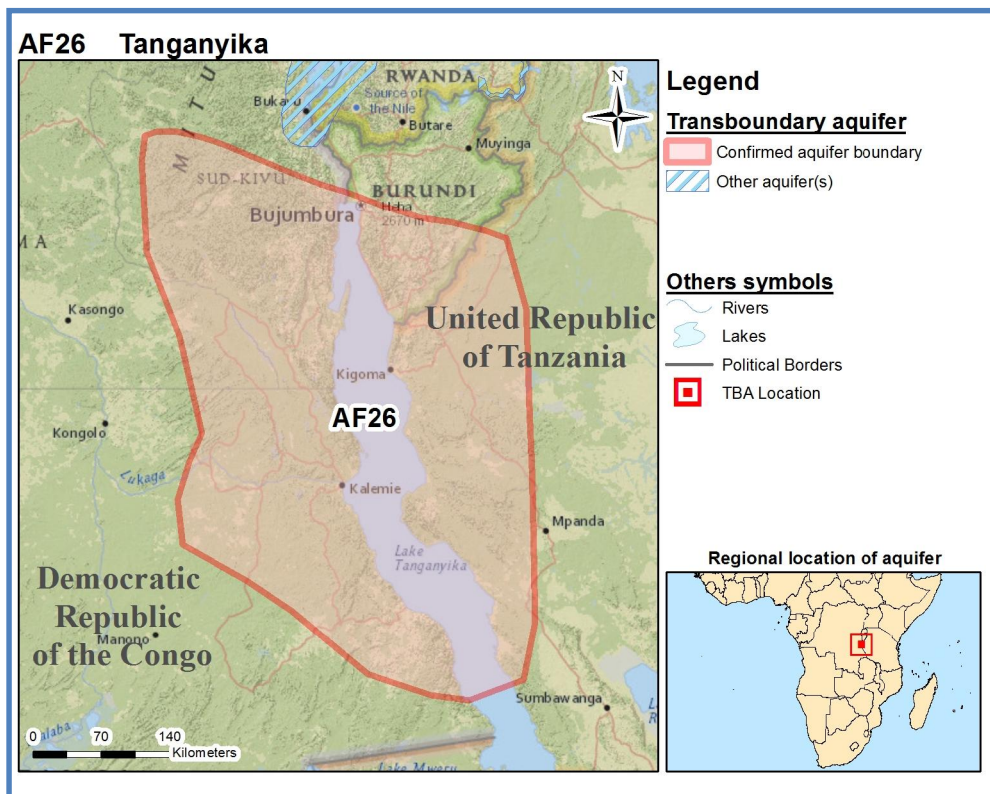 AF26 Tanganyika
RWANDA
Source of
the Nile
Butare
Muyinga
SUD-KIVU
BURUNDI
Heha
2670 m
Bujumbura
Kasongo
United Republic
of Tanzania
Kigoma
AF26
Kongolo
Lukaga
Kalemie
Mpanda
Lake
Tanganyika
Democratic
Republic
of the Congo
Manono
Sumbawanga
Lake Mweru
0 70 140
Kilometers
N
Legend
Transboundary aquifer
Confirmed aquifer boundary
Other aquifer(s)
Others symbols
Rivers
Lakes
Political Borders
TBA Location
Regional location of aquifer